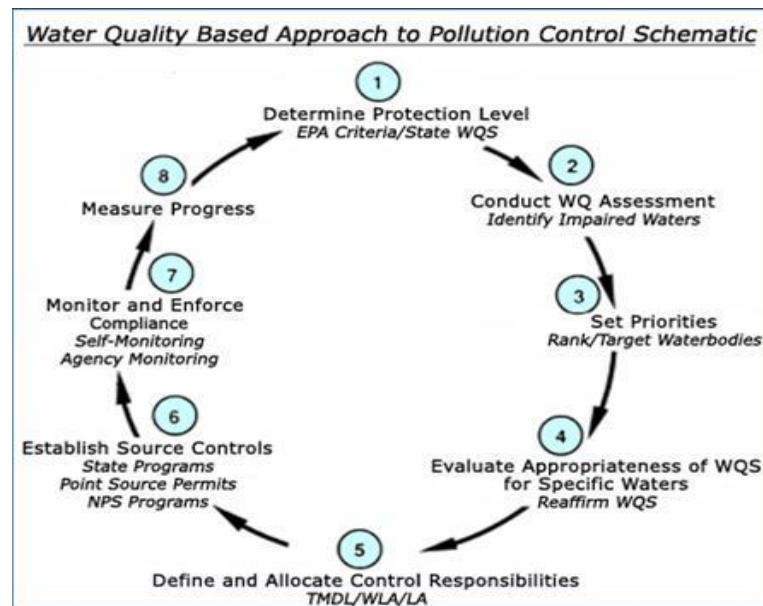 Water Quality Based Approach to Pollution Control Schematic
1
Determine Protection Level
EPA Criteria/State WQS
2
Conduct WQ Assessment
Identify Impaired Waters
3
Set Priorities
Rank/Target Waterbodies
4
Evaluate Appropriateness of WQS
for Specific Waters
Reaffirm WQS
5
Define and Allocate Control Responsibilities
TMDL/WLA/LA
6
Establish Source Controls
State Programs
Point Source Permits
NPS Programs
7
Monitor and Enforce
Compliance
Self-Monitoring
Agency Monitoring
8
Measure Progress